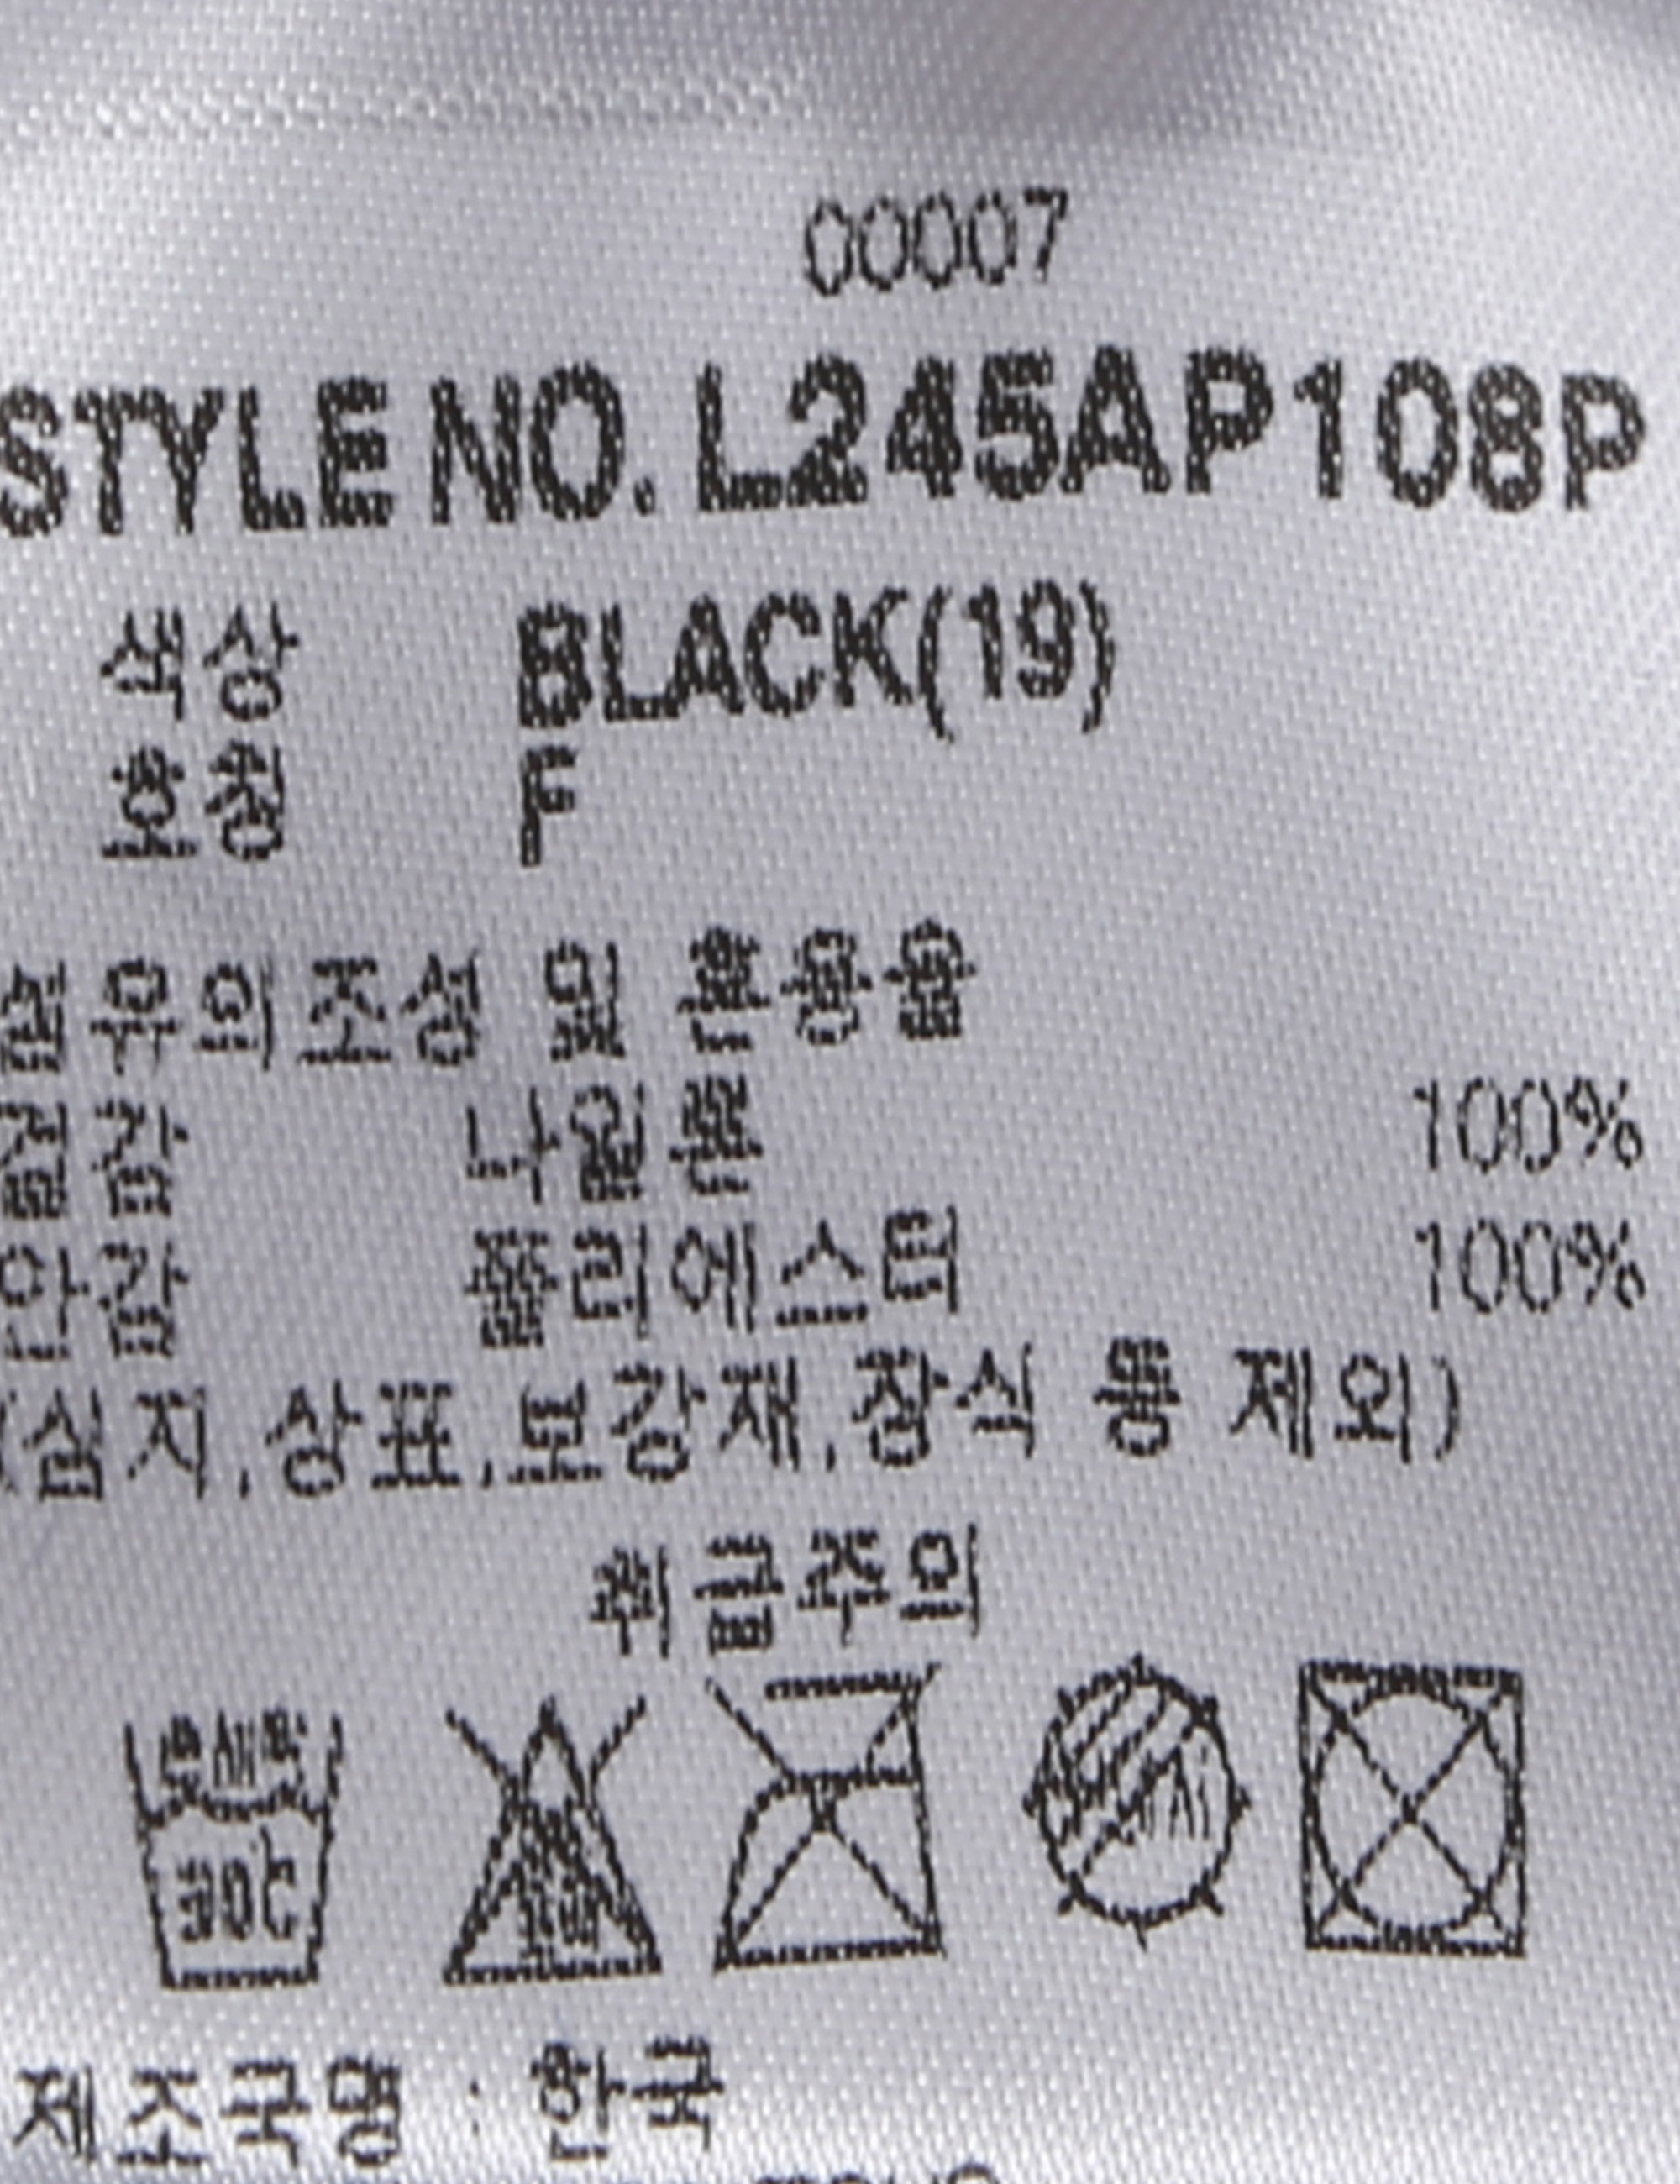 00007
STYLE NO. L245AP108P
색상 BLACK(19)
호칭 F
섬유의조성 및 혼용율
겉감 나일론 100%
안감 폴리에스터 100%
(심지,상표,보강재,장식 등 제외)
취급주의
손세탁
30℃
제조국명 : 한국